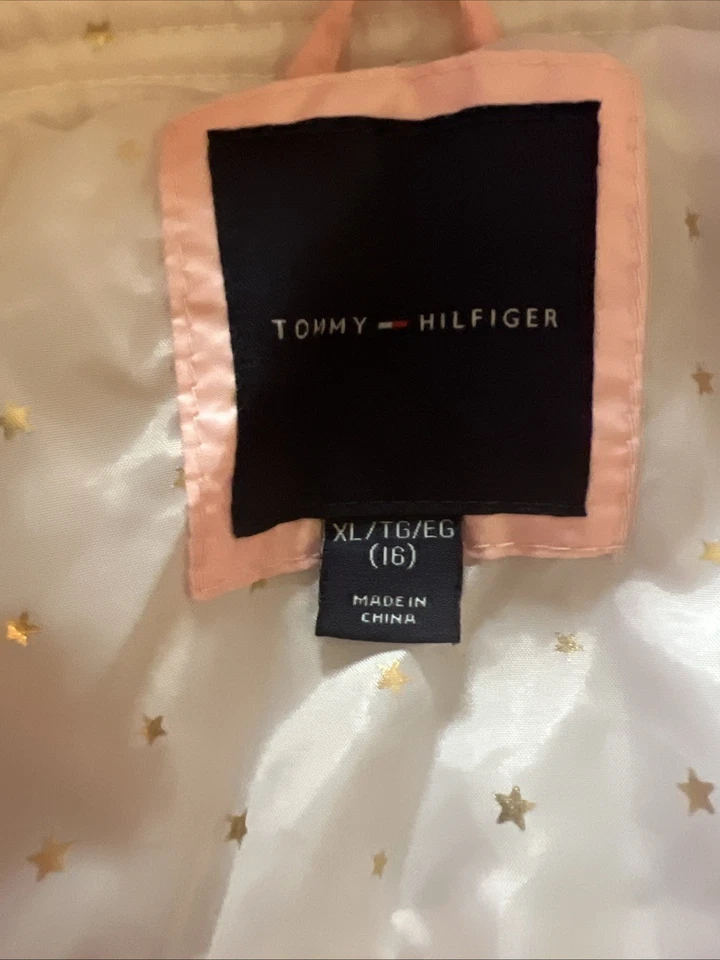 TOMMY HILFIGER
XL/TG/EG
(16)
MADE IN
CHINA